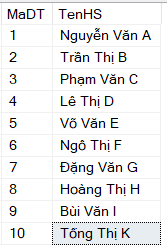 MaDT TenHS
1 Nguyễn Văn A
2 Trần Thị B
3 Phạm Văn C
4 Lê Thị D
5 Võ Văn E
6 Ngô Thị F
7 Đặng Văn G
8 Hoàng Thị H
9 Bùi Văn I
10 Tống Thị K